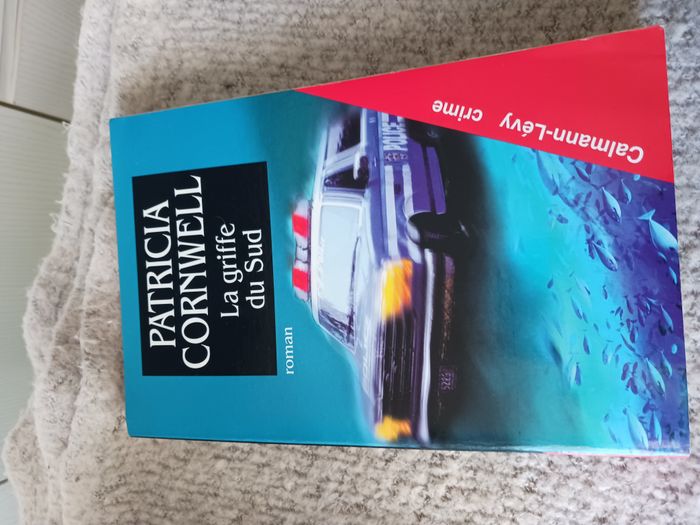 PATRICIA
CORNWELL
La griffe
du Sud
roman
POLICE
Calmann-Lévy crime